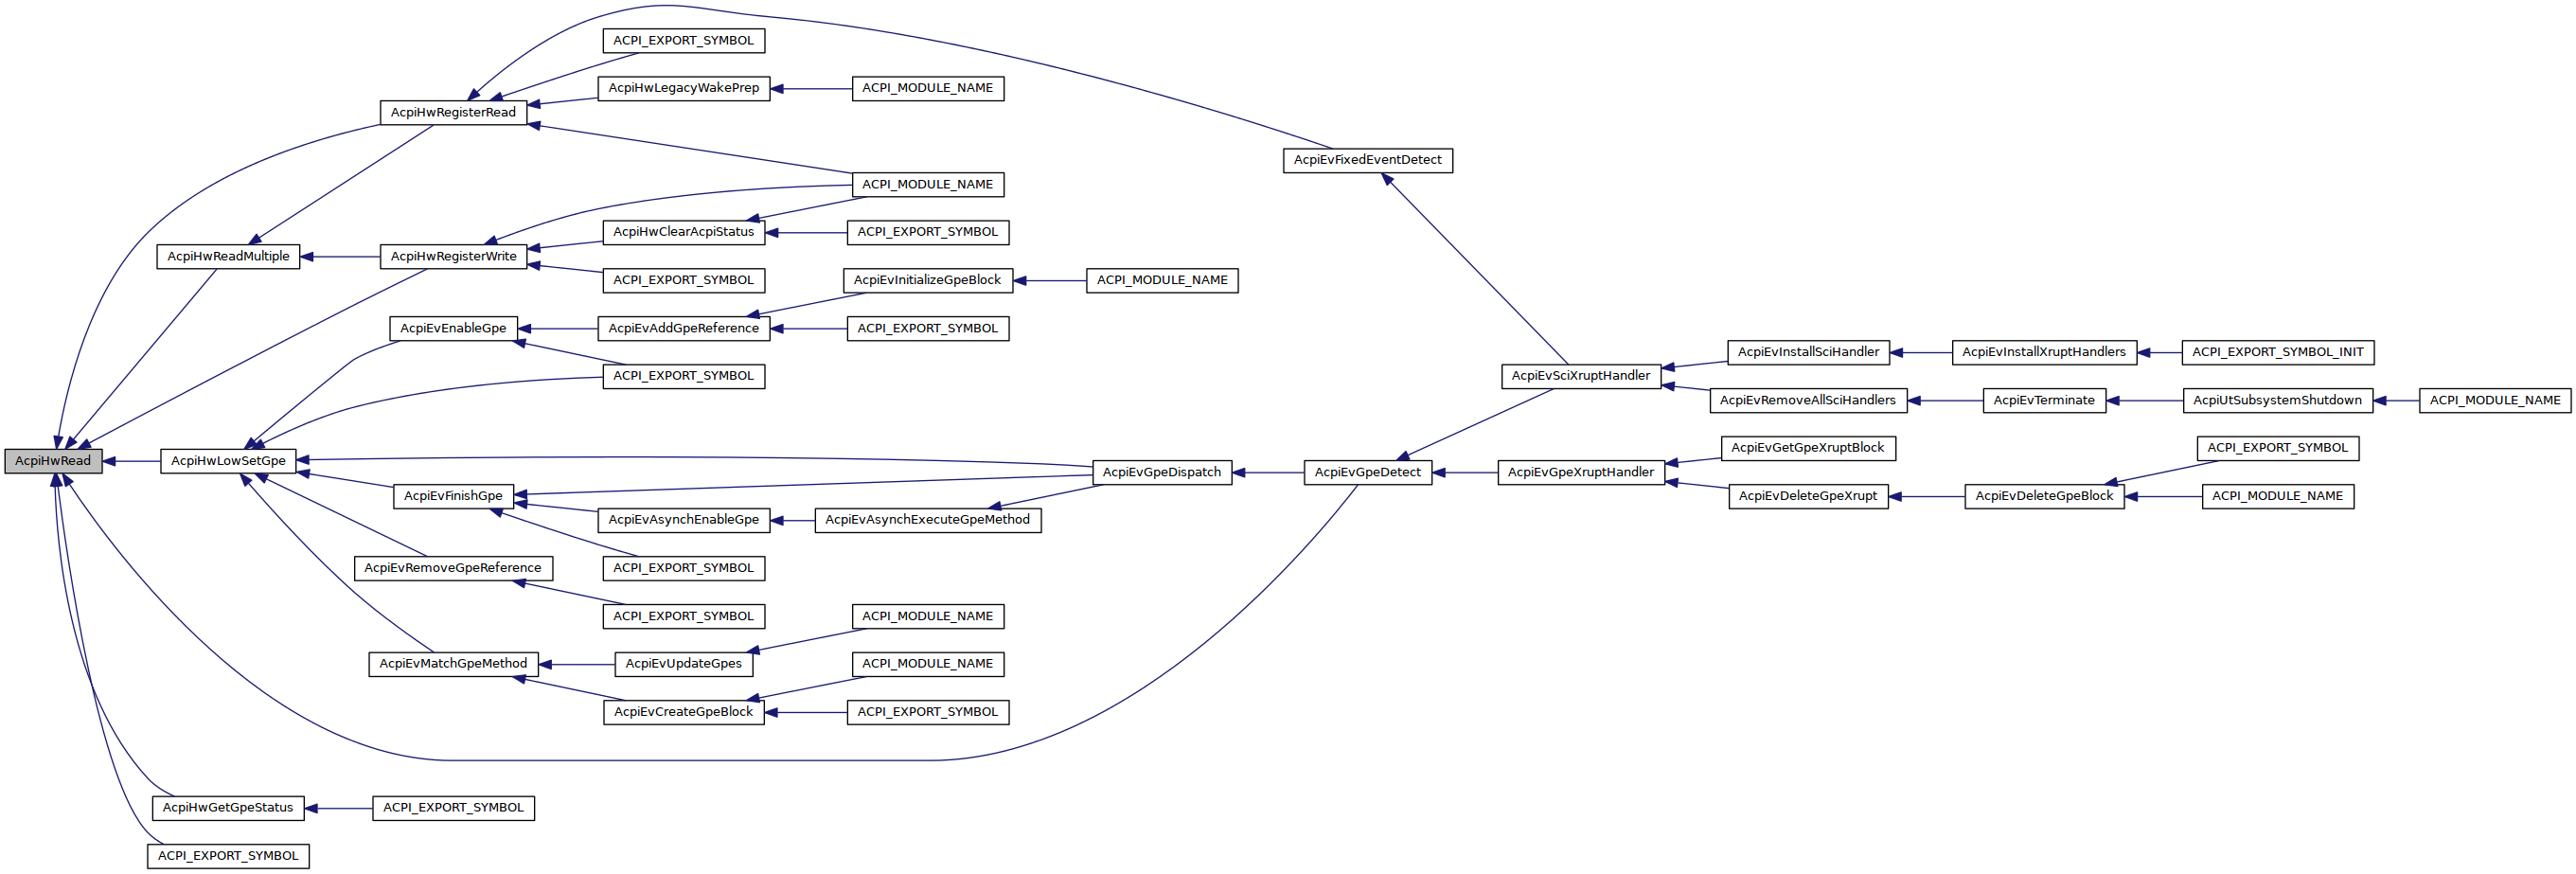 ACPI_EXPORT_SYMBOL
AcpiHwLegacyWakePrep
ACPI_MODULE_NAME
AcpiHwRegisterRead
AcpiEvFixedEventDetect
ACPI_MODULE_NAME
AcpiHwClearAcpiStatus
ACPI_EXPORT_SYMBOL
AcpiHwReadMultiple
AcpiHwRegisterWrite
ACPI_EXPORT_SYMBOL
AcpiEvInitializeGpeBlock
ACPI_MODULE_NAME
AcpiEvEnableGpe
AcpiEvAddGpeReference
ACPI_EXPORT_SYMBOL
AcpiEvInstallSciHandler
AcpiEvInstallXruptHandlers
ACPI_EXPORT_SYMBOL_INIT
ACPI_EXPORT_SYMBOL
AcpiEvSciXruptHandler
AcpiEvRemoveAllSciHandlers
AcpiEvTerminate
AcpiUtSubsystemShutdown
ACPI_MODULE_NAME
AcpiEvGetGpeXruptBlock
ACPI_EXPORT_SYMBOL
AcpiHwRead
AcpiHwLowSetGpe
AcpiEvGpeDispatch
AcpiEvGpeDetect
AcpiEvGpeXruptHandler
AcpiEvFinishGpe
AcpiEvDeleteGpeXrupt
AcpiEvDeleteGpeBlock
ACPI_MODULE_NAME
AcpiEvAsynchEnableGpe
AcpiEvAsynchExecuteGpeMethod
AcpiEvRemoveGpeReference
ACPI_EXPORT_SYMBOL
ACPI_EXPORT_SYMBOL
ACPI_MODULE_NAME
AcpiEvMatchGpeMethod
AcpiEvUpdateGpes
ACPI_MODULE_NAME
AcpiEvCreateGpeBlock
ACPI_EXPORT_SYMBOL
AcpiHwGetGpeStatus
ACPI_EXPORT_SYMBOL
ACPI_EXPORT_SYMBOL